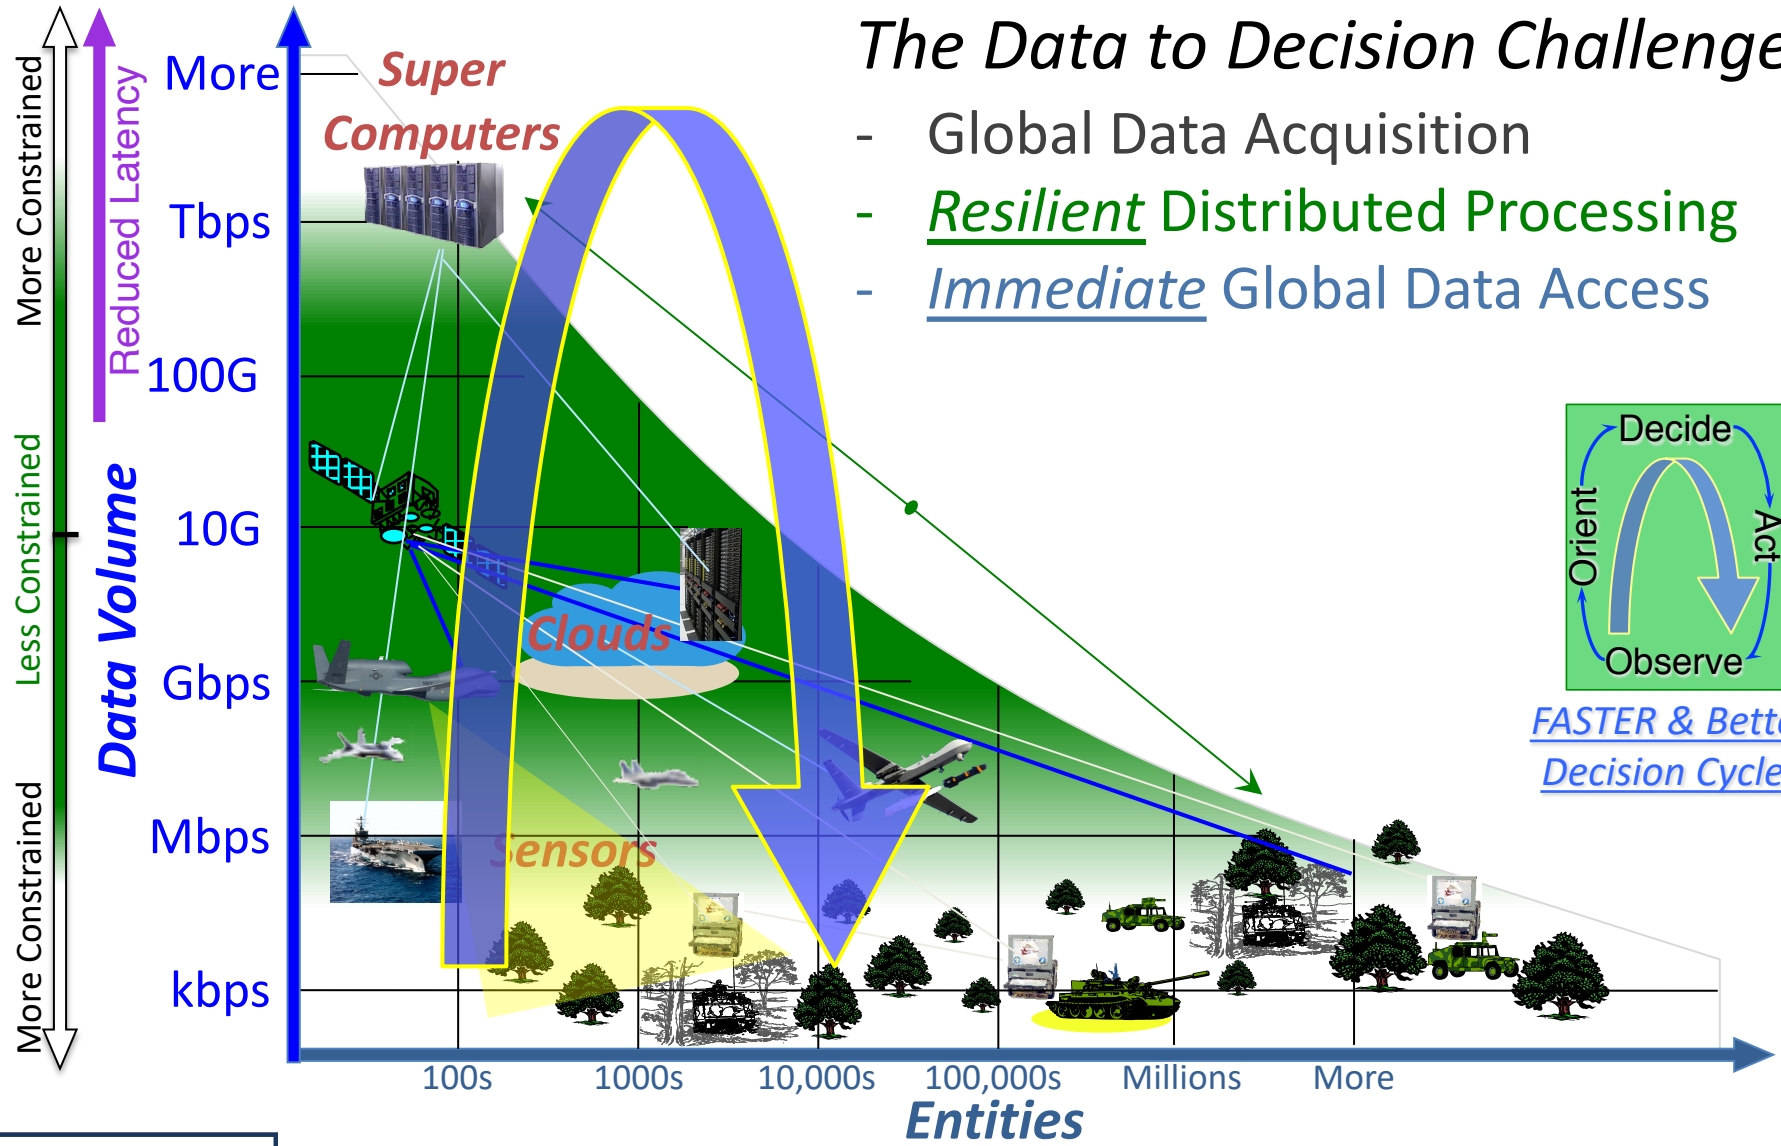 The Data to Decision Challenge
- Global Data Acquisition
- Resilient Distributed Processing
- Immediate Global Data Access
More Constrained
Less Constrained
More Constrained
Reduced Latency
Data Volume
More
Tbps
100G
10G
Gbps
Mbps
kbps
Super
Computers
Clouds
Sensors
Decide
Orient
Act
Observe
FASTER & Bette
Decision Cycle
100s
1000s
10,000s
100,000s
Millions
More
Entities